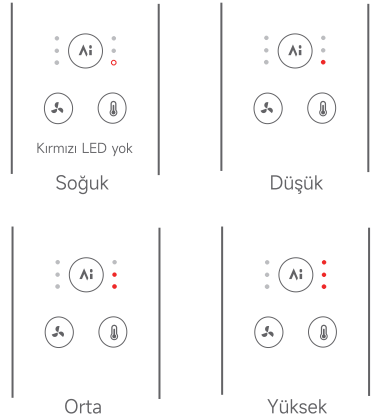 Ai
Ai
Kırmızı LED yok
Soğuk
Düşük
Ai
Ai
Orta
Yüksek